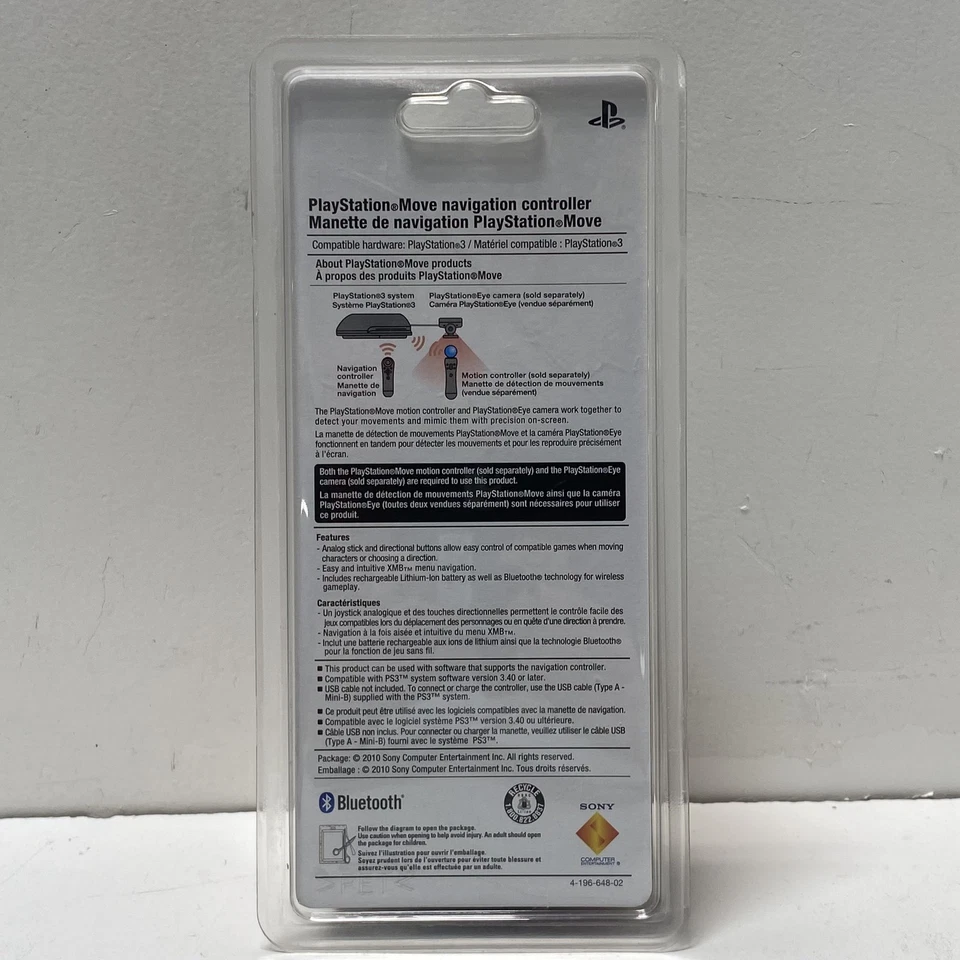 PlayStation®Move navigation controller
Manette de navigation PlayStation®Move
Compatible hardware: PlayStation®3 / Matériel compatible : PlayStation®3
About PlayStation®Move products
À propos des produits PlayStation®Move
PlayStation®3 system
Système PlayStation®3
PlayStation®Eye camera (sold separately)
Caméra PlayStation®Eye (vendue séparément)
Navigation
controller
Manette de
navigation
Motion controller (sold separately)
Manette de détection de mouvements
(vendue séparément)
The PlayStation®Move motion controller and PlayStation®Eye camera work together to
detect your movements and mimic them with precision on-screen.
La manette de détection de mouvements PlayStation®Move et la caméra PlayStation®Eye
fonctionnent en tandem pour détecter les mouvements et pour les reproduire précisément
à l'écran.
Both the PlayStation®Move motion controller (sold separately) and the PlayStation®Eye
camera (sold separately) are required to use this product.
La manette de détection de mouvements PlayStation®Move ainsi que la caméra
PlayStation®Eye (toutes deux vendues séparément) sont nécessaires pour utiliser
ce produit.
Features
- Analog stick and directional buttons allow easy control of compatible games when moving
characters or choosing a direction.
- Easy and intuitive XMB™ menu navigation.
- Includes rechargeable Lithium-Ion battery as well as Bluetooth® technology for wireless
gameplay.
Caractéristiques
- Un joystick analogique et des touches directionnelles permettent le contrôle facile des
jeux compatibles lors du déplacement des personnages ou en quête d'une direction à prendre.
- Navigation à la fois aisée et intuitive du menu XMB™.
- Inclut une batterie rechargeable aux ions de lithium ainsi que la technologie Bluetooth®
pour la fonction de jeu sans fil.
■ This product can be used with software that supports the navigation controller.
■ Compatible with PS3™ system software version 3.40 or later.
■ USB cable not included. To connect or charge the controller, use the USB cable (Type A -
Mini-B) supplied with the PS3™ system.
■ Ce produit peut être utilisé avec les logiciels compatibles avec la manette de navigation.
■ Compatible avec le logiciel système PS3™ version 3.40 ou ultérieure.
■ Câble USB non inclus. Pour connecter ou charger la manette, veuillez utiliser le câble USB
(Type A - Mini-B) fourni avec le système PS3™.
Package: © 2010 Sony Computer Entertainment Inc. All rights reserved.
Emballage : © 2010 Sony Computer Entertainment Inc. Tous droits réservés.
Bluetooth®
RECYCLE
1.800.822.8837
SONY
COMPUTER
ENTERTAINMENT®
Follow the diagram to open the package.
Use caution when opening to help avoid injury. An adult should open
the package for children.
Suivez l'illustration pour ouvrir l'emballage.
Soyez prudent lors de l'ouverture pour éviter toute blessure et
assurez-vous qu'elle est effectuée par un adulte.
4-196-648-02